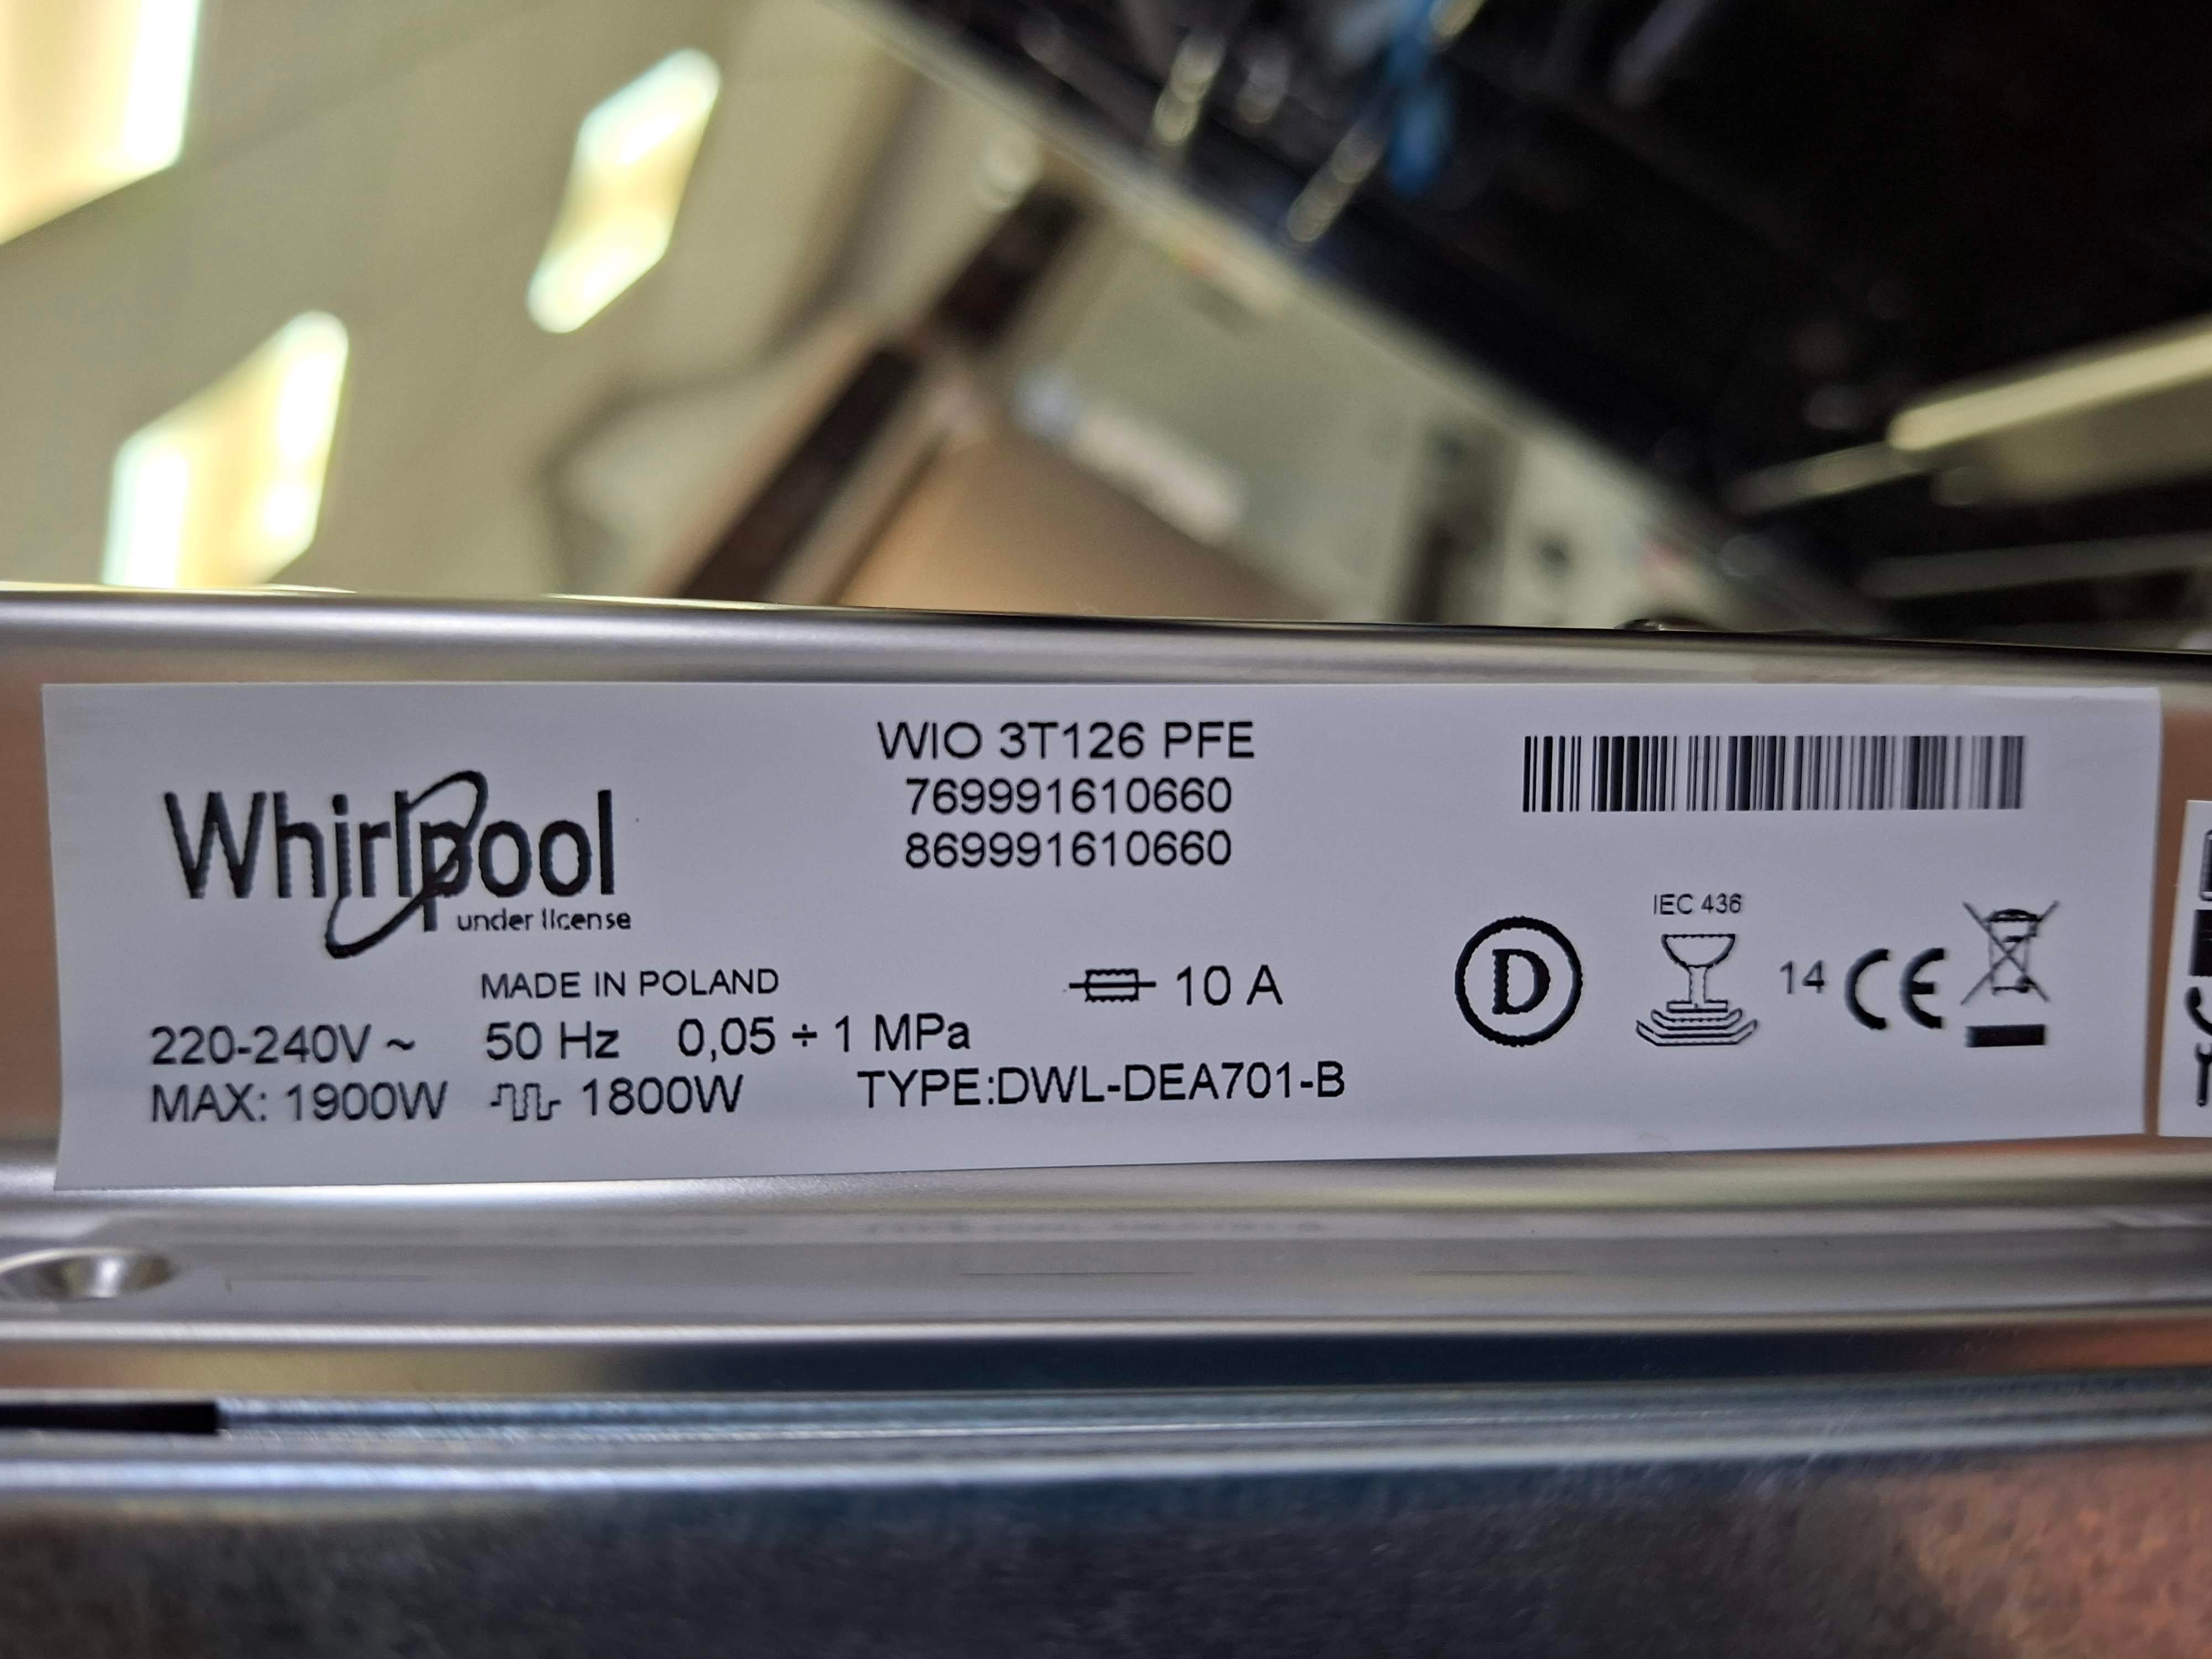 WIO 3T126 PFE
769991610660
869991610660
Whirlpool
under license
IEC 436
MADE IN POLAND
10 A
D
14 CE
220-240V ~ 50 Hz 0,05 ÷ 1 MPa
MAX: 1900W 1800W TYPE:DWL-DEA701-B